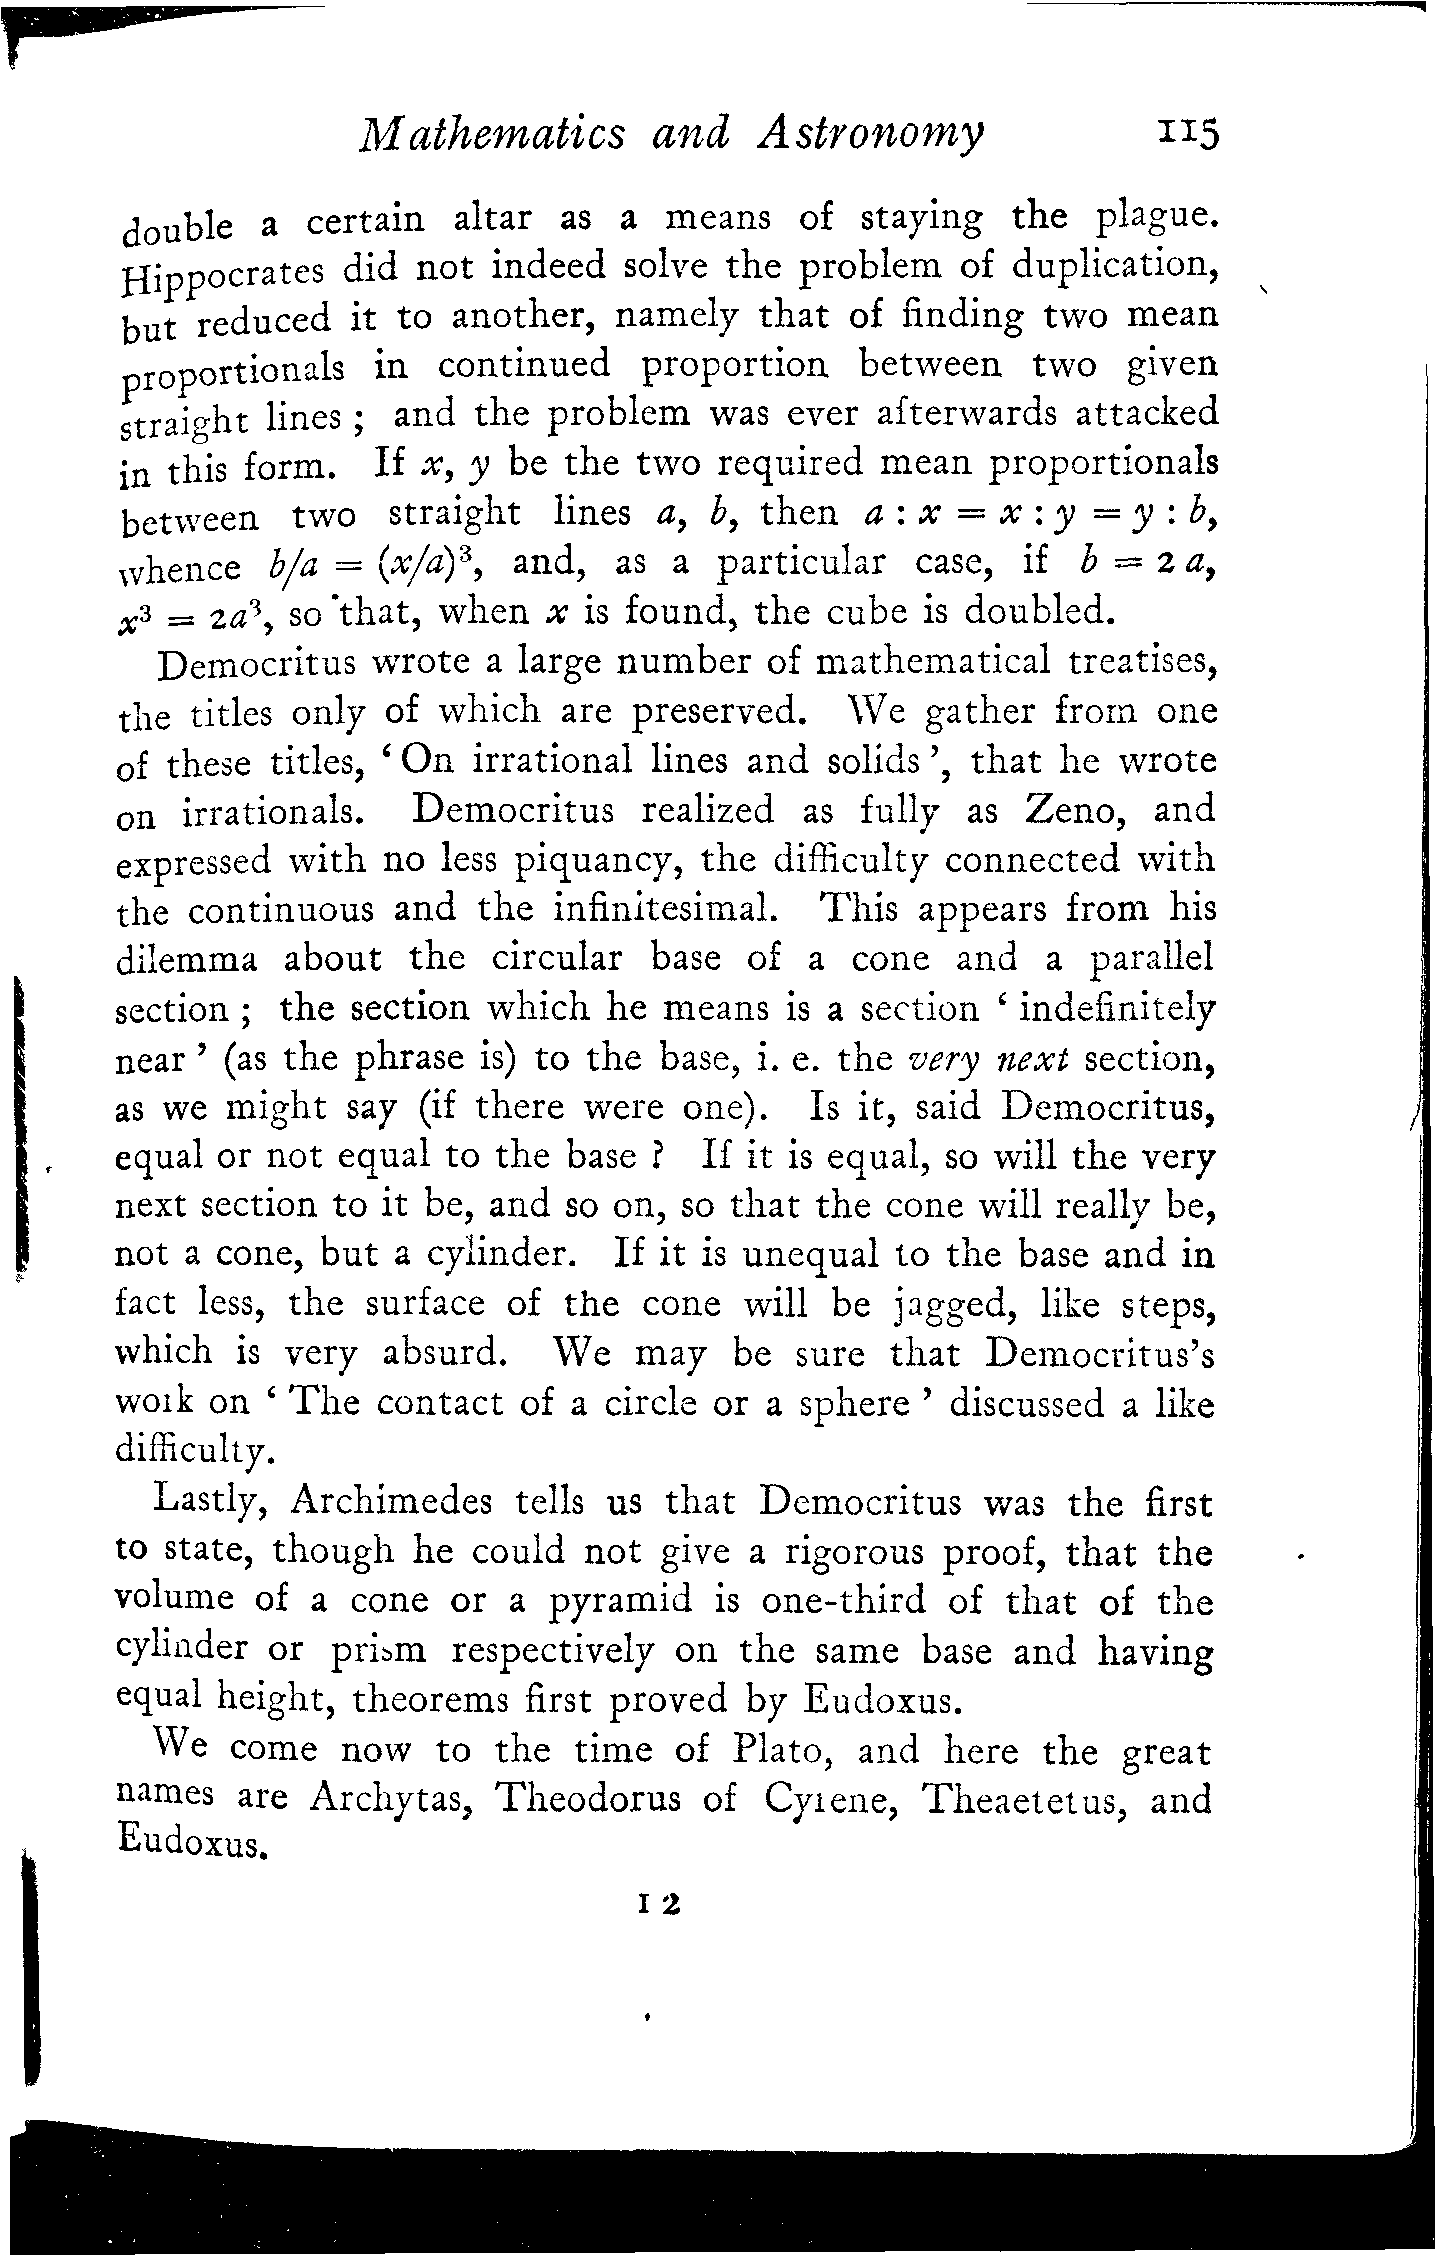 Mathematics and Astronomy 115
double a certain altar as a means of staying the plague.
Hippocrates did not indeed solve the problem of duplication,
but reduced it to another, namely that of finding two mean
proportionals in continued proportion between two given
straight lines ; and the problem was ever afterwards attacked
in this form. If x, y be the two required mean proportionals
between two straight lines a, b, then a : x = x : y = y : b,
whence b/a = (x/a)³, and, as a particular case, if b = 2 a,
x³ = 2a³, so that, when x is found, the cube is doubled.
Democritus wrote a large number of mathematical treatises,
the titles only of which are preserved. We gather from one
of these titles, ‘ On irrational lines and solids ’, that he wrote
on irrationals. Democritus realized as fully as Zeno, and
expressed with no less piquancy, the difficulty connected with
the continuous and the infinitesimal. This appears from his
dilemma about the circular base of a cone and a parallel
section ; the section which he means is a section ‘ indefinitely
near ’ (as the phrase is) to the base, i. e. the very next section,
as we might say (if there were one). Is it, said Democritus,
equal or not equal to the base ? If it is equal, so will the very
next section to it be, and so on, so that the cone will really be,
not a cone, but a cylinder. If it is unequal to the base and in
fact less, the surface of the cone will be jagged, like steps,
which is very absurd. We may be sure that Democritus’s
work on ‘ The contact of a circle or a sphere ’ discussed a like
difficulty.
Lastly, Archimedes tells us that Democritus was the first
to state, though he could not give a rigorous proof, that the
volume of a cone or a pyramid is one-third of that of the
cylinder or prism respectively on the same base and having
equal height, theorems first proved by Eudoxus.
We come now to the time of Plato, and here the great
names are Archytas, Theodorus of Cyrene, Theaetetus, and
Eudoxus.
I 2